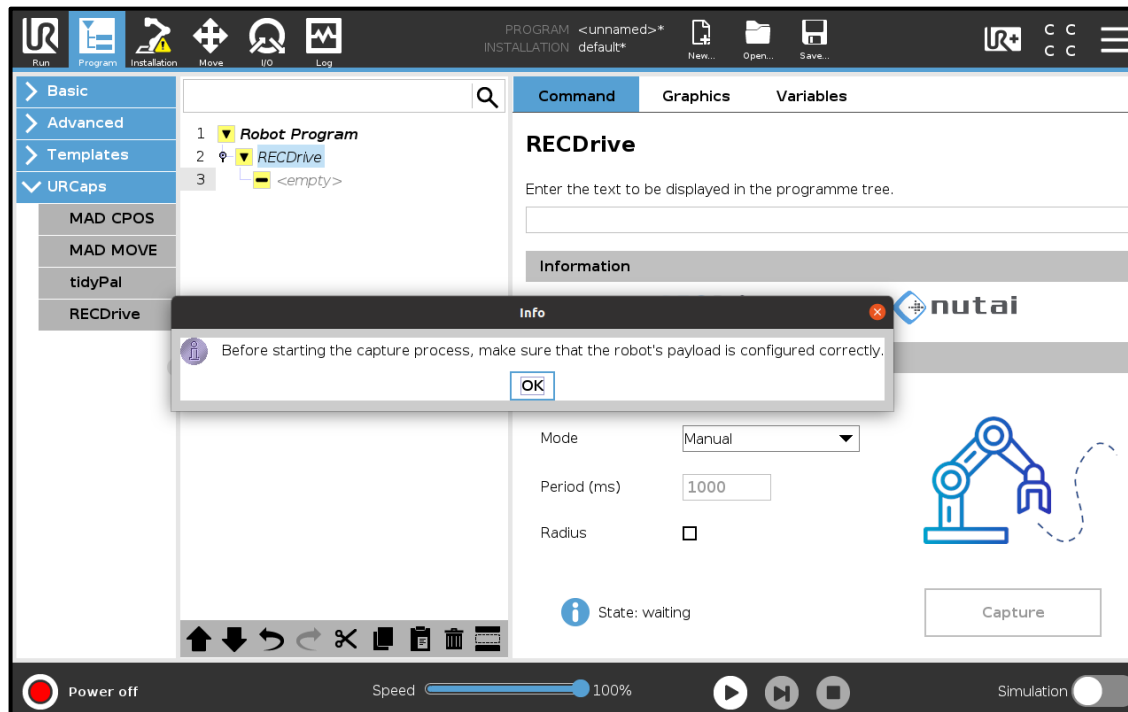 PROGRAM <unnamed>*
INSTALLATION default*
UR
Run
Program
Installation
Move
I/O
Log
New...
Open...
Save...
UR+
C C
C C
Basic
Advanced
Templates
URCaps
MAD CPOS
MAD MOVE
tidyPal
RECDrive
1 Robot Program
2 RECDrive
3 <empty>
Command Graphics Variables
RECDrive
Enter the text to be displayed in the programme tree.
Information
nutai
Info
Before starting the capture process, make sure that the robot's payload is configured correctly.
OK
Mode Manual
Period (ms) 1000
Radius
State: waiting
Capture
Power off
Speed 100%
Simulation